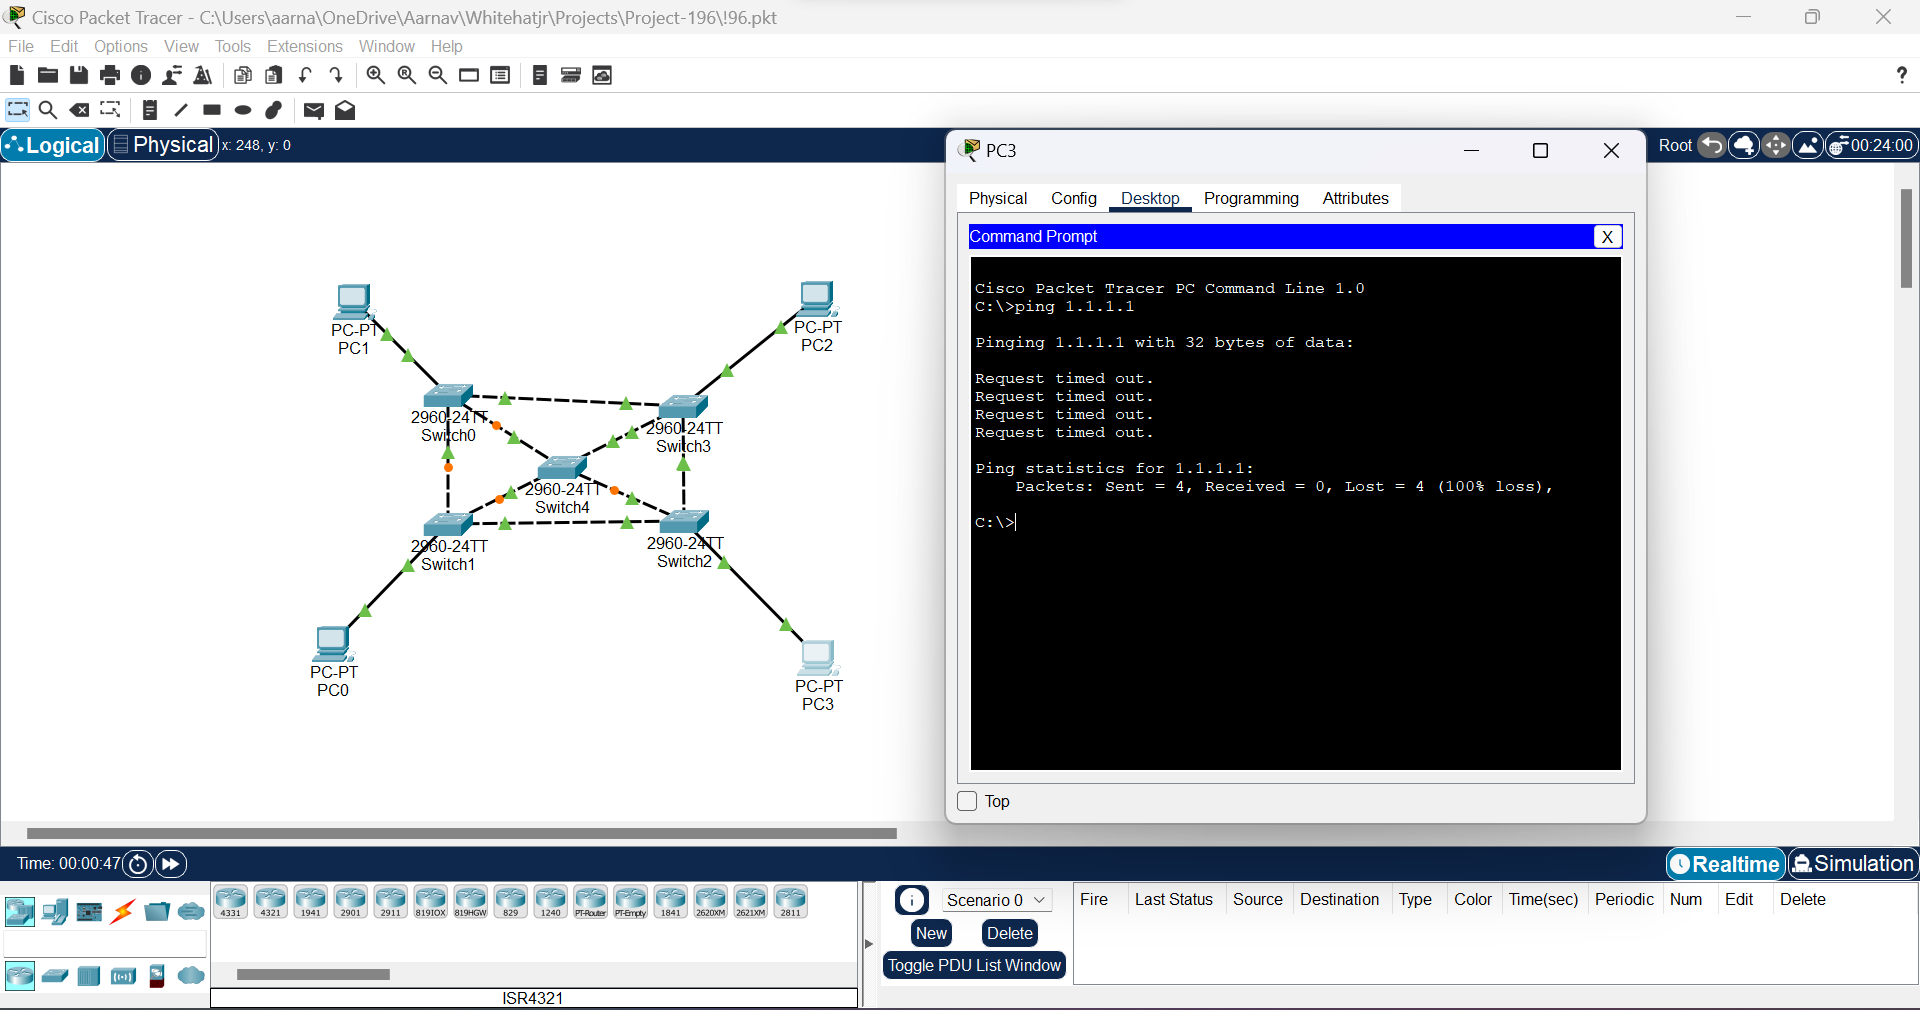 Cisco Packet Tracer - C:\Users\aarna\OneDrive\Aarnav\Whitehatjr\Projects\Project-196\!96.pkt
File Edit Options View Tools Extensions Window Help
?
Logical Physical x: 248, y: 0
Root 00:24:00
PC3
Physical Config Desktop Programming Attributes
Command Prompt X
Cisco Packet Tracer PC Command Line 1.0
C:\>ping 1.1.1.1
Pinging 1.1.1.1 with 32 bytes of data:
Request timed out.
Request timed out.
Request timed out.
Request timed out.
Ping statistics for 1.1.1.1:
Packets: Sent = 4, Received = 0, Lost = 4 (100% loss),
C:\>
Top
PC-PT
PC1
PC-PT
PC2
2960-24TT
Switch0
2960-24TT
Switch3
2960-24TT
Switch4
2960-24TT
Switch1
2960-24TT
Switch2
PC-PT
PC0
PC-PT
PC3
Time: 00:00:47
Realtime Simulation
4331 4321 1941 2901 2911 819IOX 819HGW 829 1240 PT-Router PT-Empty 1841 2620XM 2621XM 2811
ISR4321
Scenario 0
New Delete
Toggle PDU List Window
Fire Last Status Source Destination Type Color Time(sec) Periodic Num Edit Delete